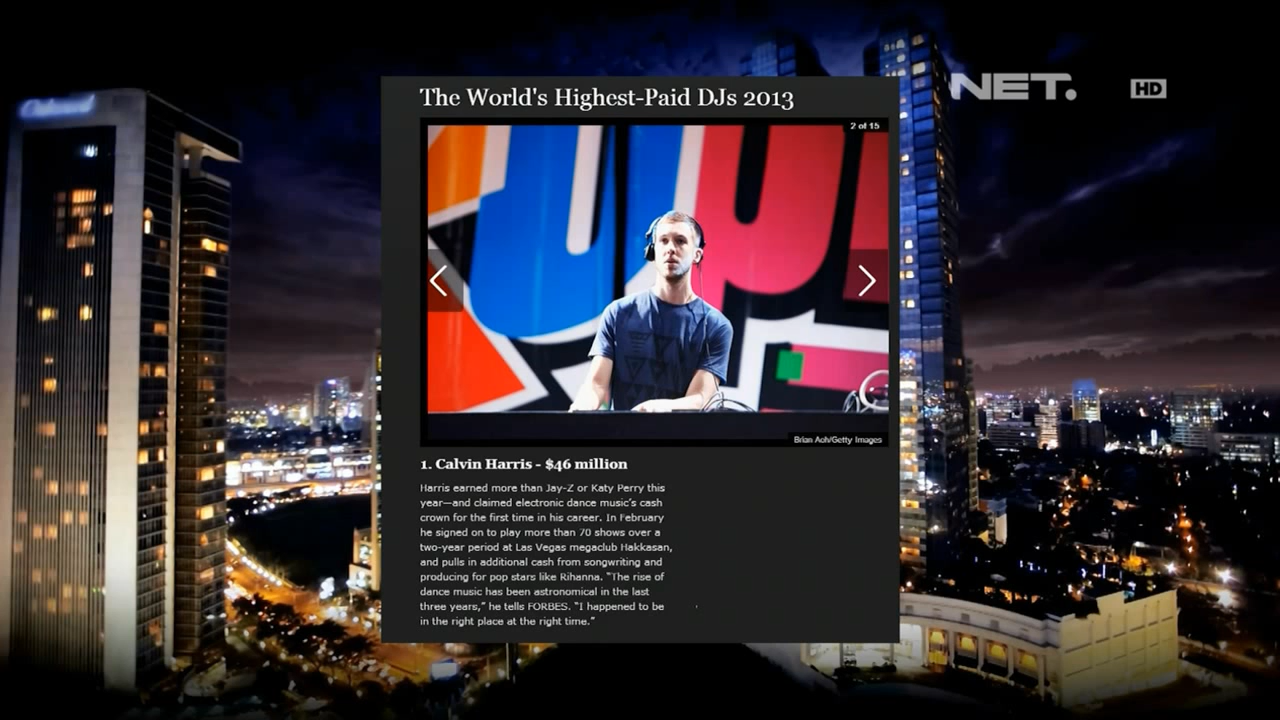 NET.
HD
The World's Highest-Paid DJs 2013
2 of 15
up
Brian Ach/Getty Images
1. Calvin Harris - $46 million
Harris earned more than Jay-Z or Katy Perry this
year—and claimed electronic dance music's cash
crown for the first time in his career. In February
he signed on to play more than 70 shows over a
two-year period at Las Vegas megaclub Hakkasan,
and pulls in additional cash from songwriting and
producing for pop stars like Rihanna. "The rise of
dance music has been astronomical in the last
three years," he tells FORBES. "I happened to be
in the right place at the right time."